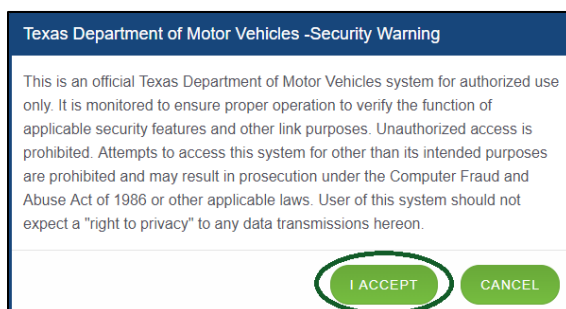 Texas Department of Motor Vehicles -Security Warning
This is an official Texas Department of Motor Vehicles system for authorized use
only. It is monitored to ensure proper operation to verify the function of
applicable security features and other link purposes. Unauthorized access is
prohibited. Attempts to access this system for other than its intended purposes
are prohibited and may result in prosecution under the Computer Fraud and
Abuse Act of 1986 or other applicable laws. User of this system should not
expect a "right to privacy" to any data transmissions hereon.
I ACCEPT CANCEL